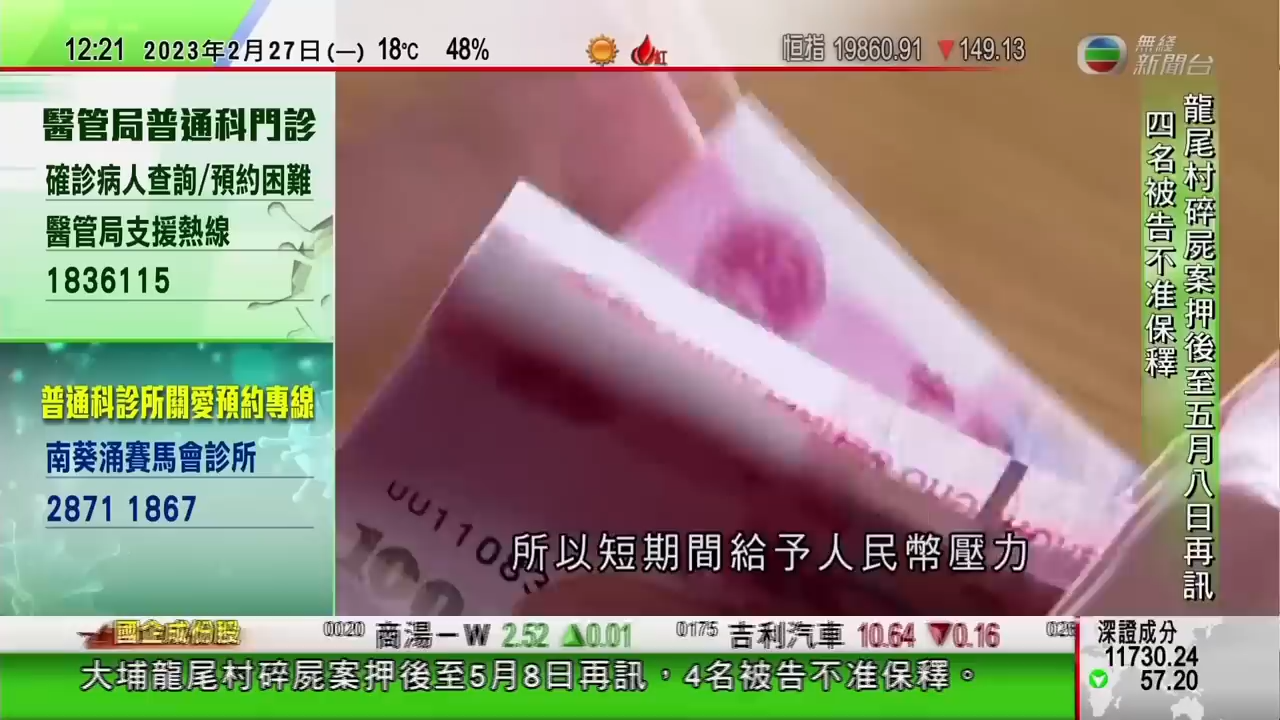 12:21 2023年2月27日(一) 18℃ 48%
紅
恒指 19860.91 ▼149.13
無綫
新聞台
醫管局普通科門診
確診病人查詢/預約困難
醫管局支援熱線
1836115
普通科診所關愛預約專線
南葵涌賽馬會診所
2871 1867
龍尾村碎屍案押後至五月八日再訊
四名被告不准保釋
100
所以短期間給予人民幣壓力
國企成份股
0020 商湯－W 2.52 ▲0.01 0175 吉利汽車 10.64 ▼0.16
深證成分
11730.24
57.20
大埔龍尾村碎屍案押後至5月8日再訊，4名被告不准保釋。